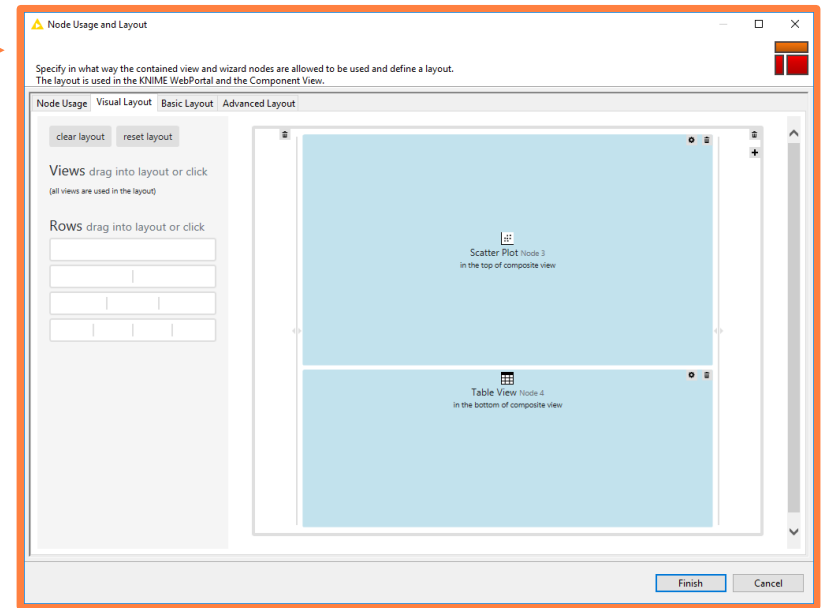 Node Usage and Layout
Specify in what way the contained view and wizard nodes are allowed to be used and define a layout.
The layout is used in the KNIME WebPortal and the Component View.
Node Usage Visual Layout Basic Layout Advanced Layout
clear layout reset layout
Views drag into layout or click
(all views are used in the layout)
Rows drag into layout or click
Scatter Plot Node 3
in the top of composite view
Table View Node 4
in the bottom of composite view
Finish Cancel